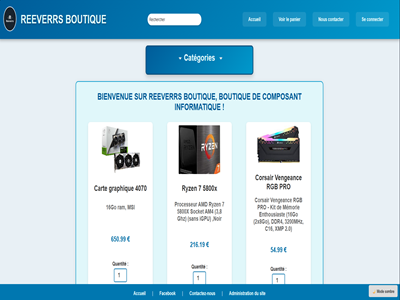 REEVERRS BOUTIQUE
Rechercher
Accueil
Voir le panier
Nous contacter
Se connecter
Catégories
BIENVENUE SUR REEVERRS BOUTIQUE, BOUTIQUE DE COMPOSANT
INFORMATIQUE !
RYZEN
Carte graphique 4070
16Go ram, MSI
650.99 €
Quantité :
1
Ryzen 7 5800x
Processeur AMD Ryzen 7
5800X Socket AM4 (3,8
Ghz) (sans iGPU) ,Noir
216.19 €
Quantité :
1
Corsair Vengeance
RGB PRO
Corsair Vengeance RGB
PRO - Kit de Mémorie
Enthousiaste (16Go
(2x8Go), DDR4, 3200MHz,
C16, XMP 2.0)
54.99 €
Quantité :
1
Accueil | Facebook | Contactez-nous | Administration du site
Mode sombre